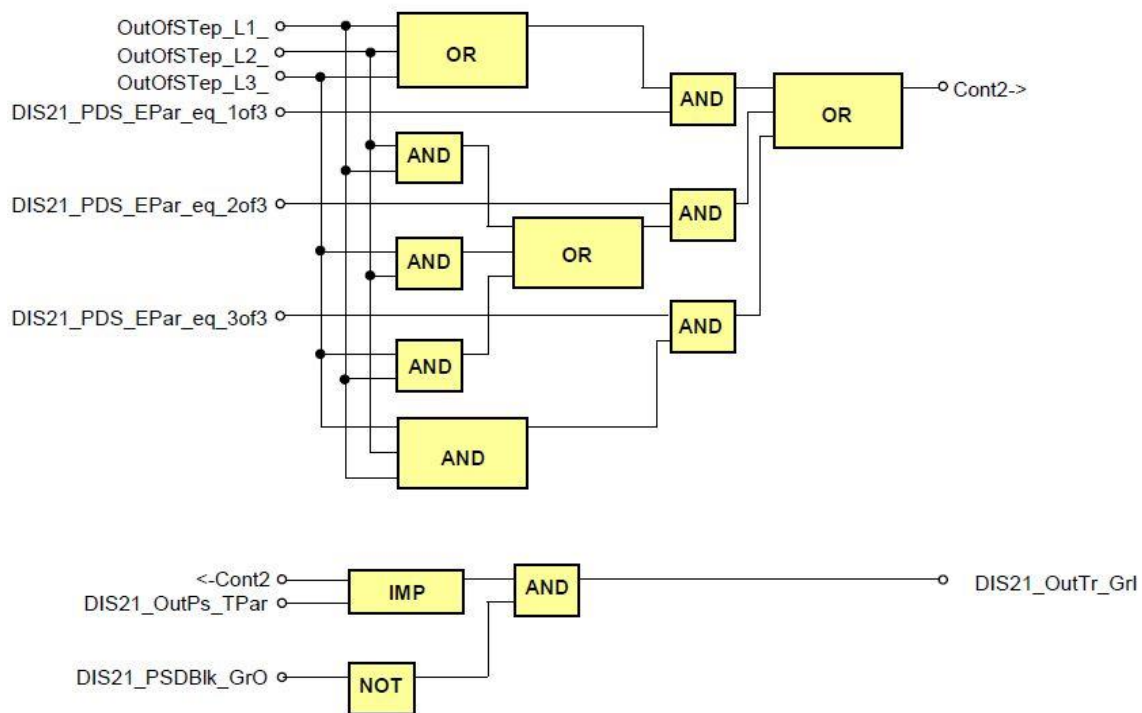 OutOfSTep_L1_
OutOfSTep_L2_
OutOfSTep_L3_
OR
DIS21_PDS_EPar_eq_1of3
AND
OR
Cont2->
AND
DIS21_PDS_EPar_eq_2of3
AND
AND
OR
DIS21_PDS_EPar_eq_3of3
AND
AND
AND
<-Cont2
DIS21_OutPs_TPar
IMP
AND
DIS21_OutTr_GrI
DIS21_PSDBlk_GrO
NOT